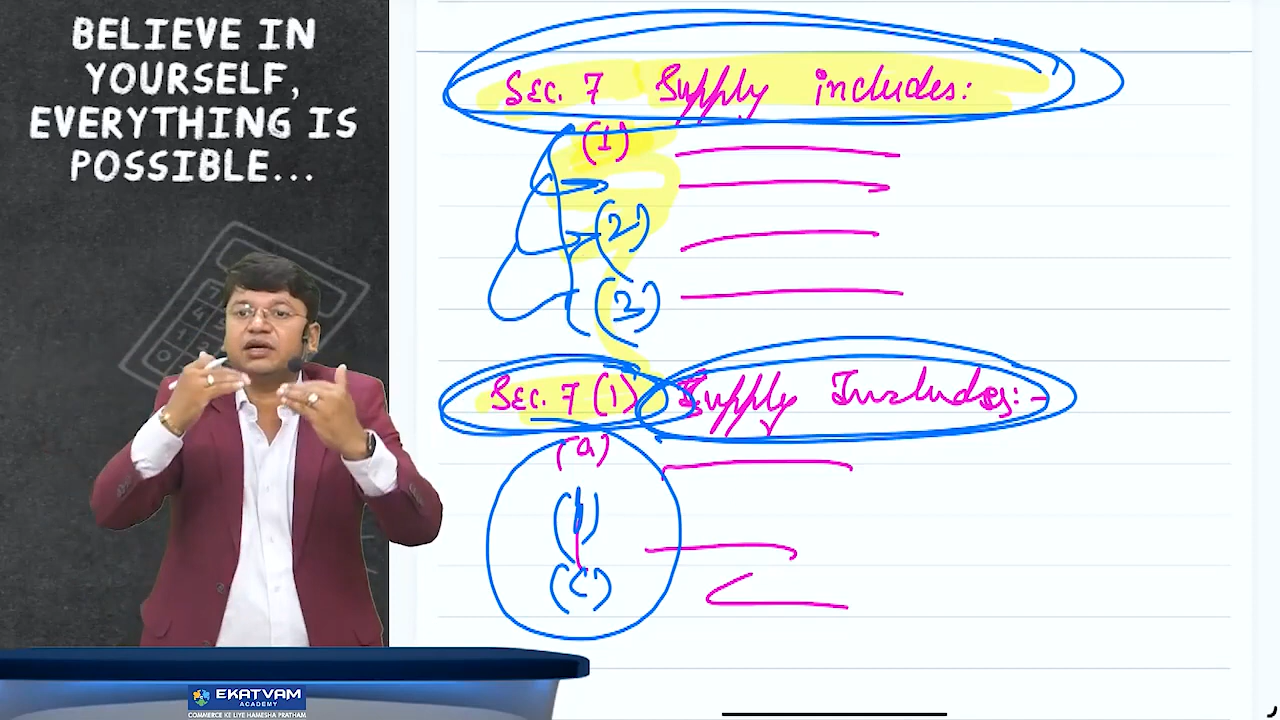 BELIEVE IN
YOURSELF,
EVERYTHING IS
POSSIBLE...
Sec. 7 Supply includes:
(1)
(2)
(2)
Sec. 7 (1) Supply Includes:-
(a)
(c)
EKATVAM
ACADEMY
COMMERCE KE LIYE HAMESHA PRATHAM